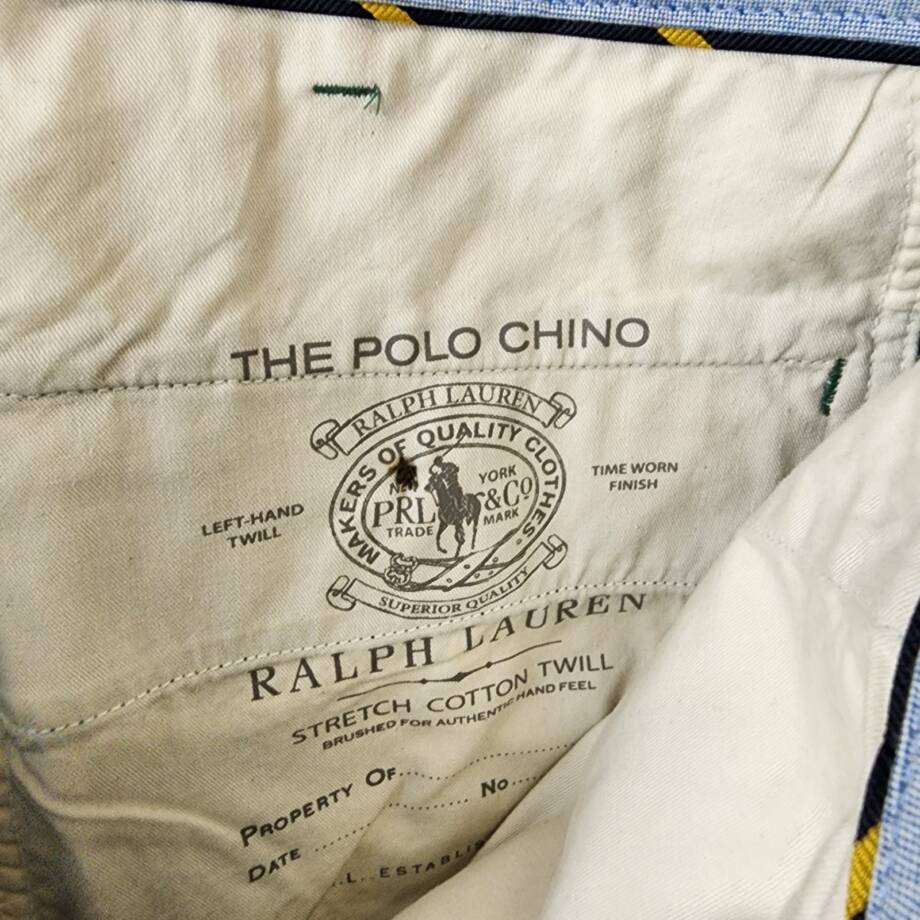 THE POLO CHINO
RALPH LAUREN
MAKERS OF QUALITY CLOTHES.
NEW YORK
PRL &Co
TRADE MARK
SUPERIOR QUALITY
LEFT-HAND
TWILL
TIME WORN
FINISH
RALPH LAUREN
STRETCH COTTON TWILL
BRUSHED FOR AUTHENTIC HAND FEEL
PROPERTY OF
DATE No